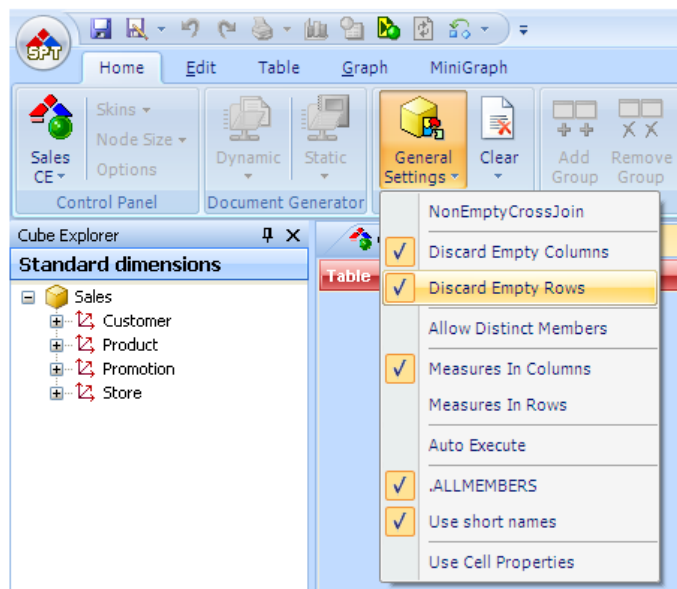 SPT
Home Edit Table Graph MiniGraph
Skins
Node Size
Options
Sales CE
Dynamic
Static
General Settings
Clear
Add Group
Remove Group
Control Panel
Document Generator
Cube Explorer
Standard dimensions
Sales
Customer
Product
Promotion
Store
Table
NonEmptyCrossJoin
Discard Empty Columns
Discard Empty Rows
Allow Distinct Members
Measures In Columns
Measures In Rows
Auto Execute
.ALLMEMBERS
Use short names
Use Cell Properties